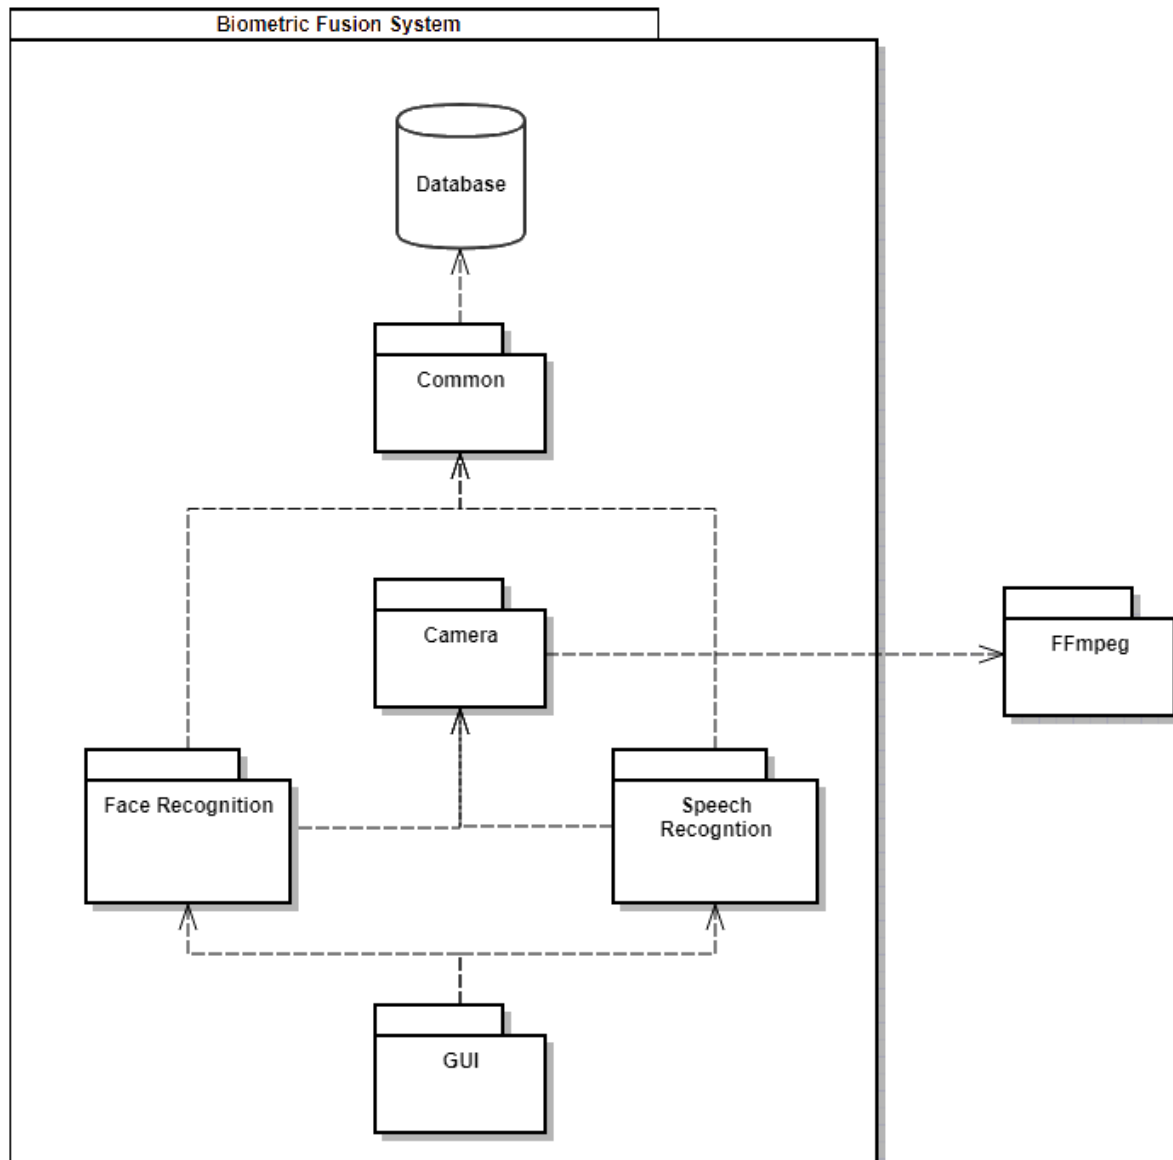 Biometric Fusion System
Database
Common
Camera
FFmpeg
Face Recognition
Speech
Recogntion
GUI